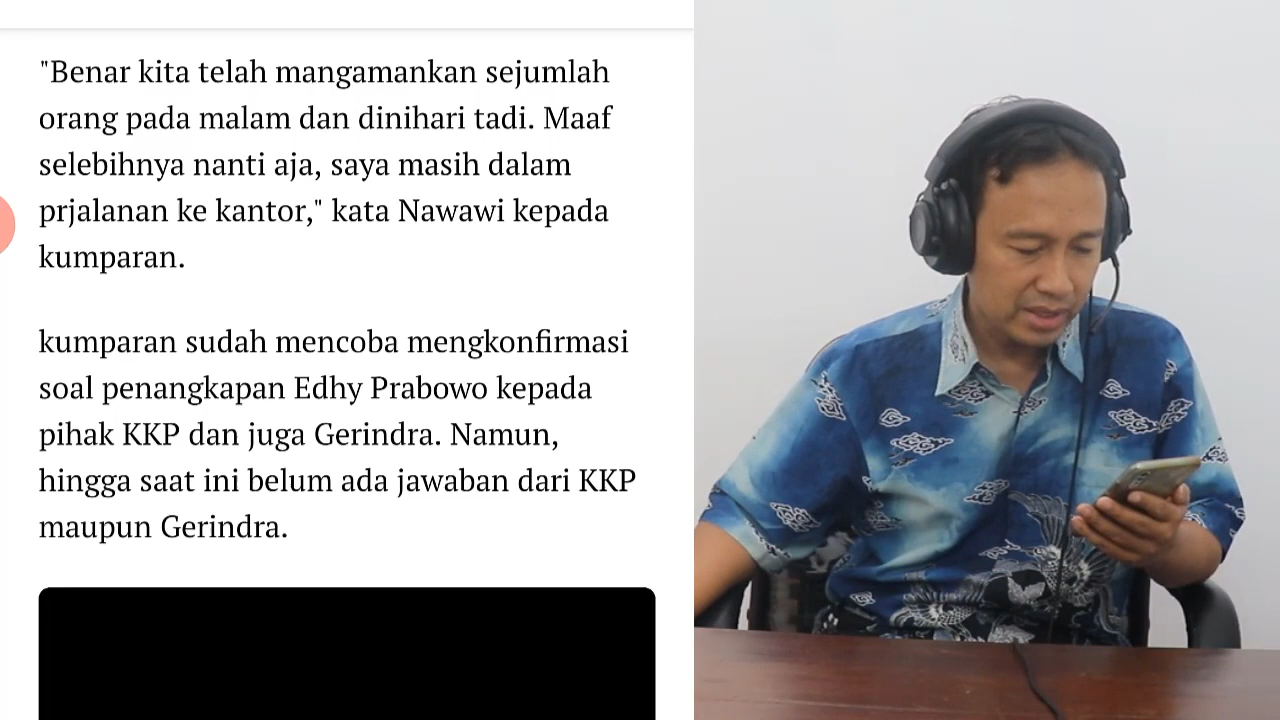 "Benar kita telah mangamankan sejumlah
orang pada malam dan dinihari tadi. Maaf
selebihnya nanti aja, saya masih dalam
prjalanan ke kantor," kata Nawawi kepada
kumparan.
kumparan sudah mencoba mengkonfirmasi
soal penangkapan Edhy Prabowo kepada
pihak KKP dan juga Gerindra. Namun,
hingga saat ini belum ada jawaban dari KKP
maupun Gerindra.